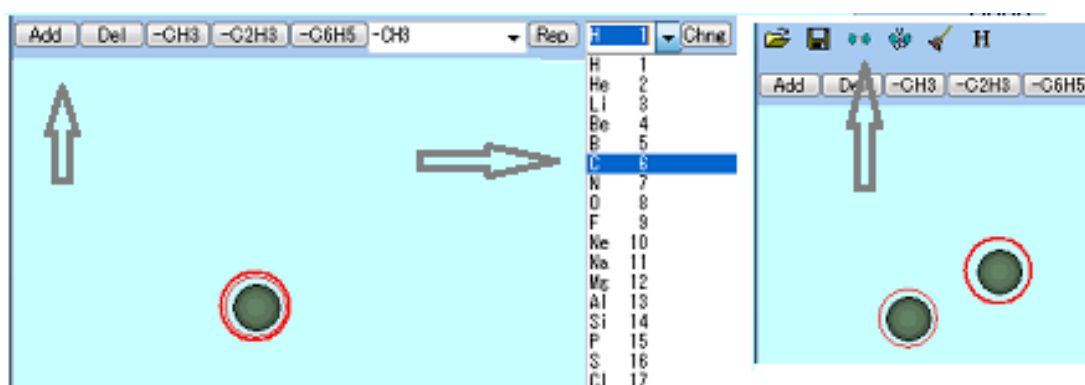 Add Del -CH3 -C2H3 -C6H5 -CH3 Rep H 1 Chng
H 1
He 2
Li 3
Be 4
B 5
C 6
N 7
O 8
F 9
Ne 10
Na 11
Mg 12
Al 13
Si 14
P 15
S 16
Cl 17
H
Add Del -CH3 -C2H3 -C6H5